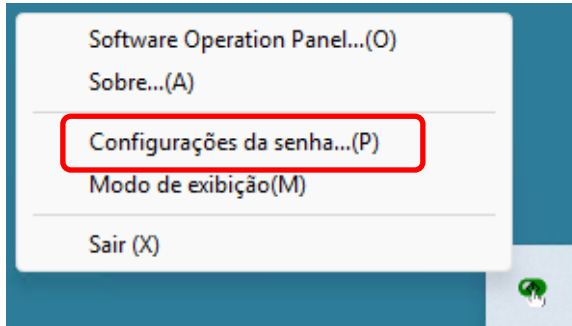 Software Operation Panel...(O)
Sobre...(A)
Configurações da senha...(P)
Modo de exibição(M)
Sair (X)